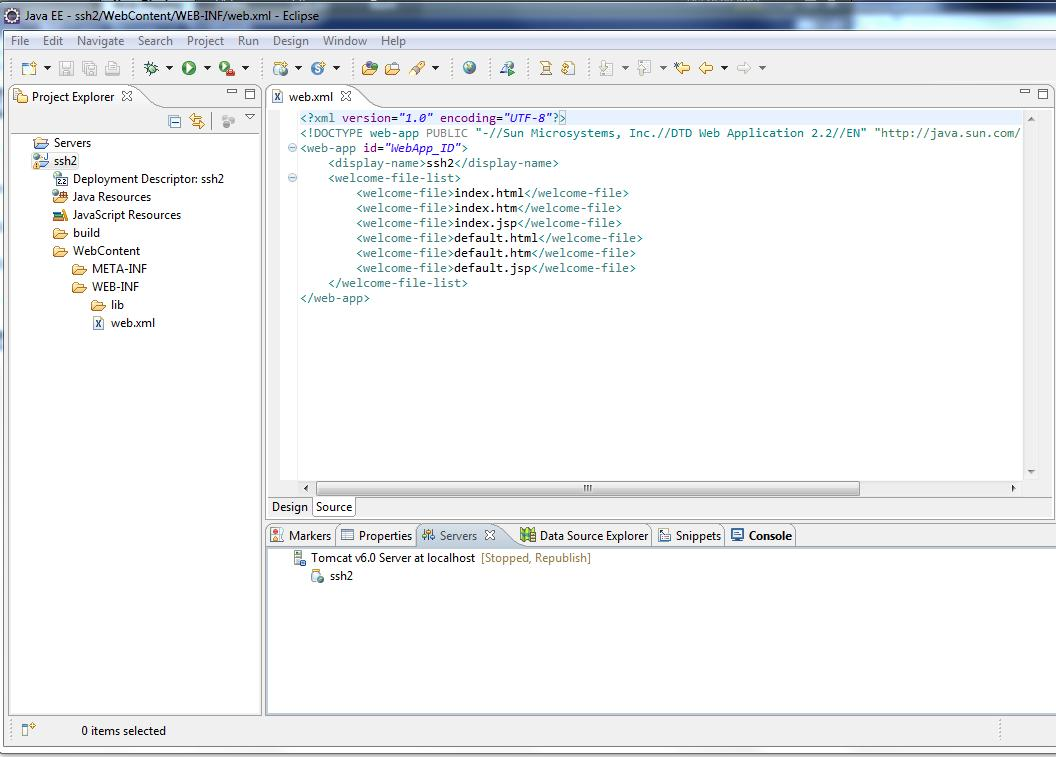 Java EE - ssh2/WebContent/WEB-INF/web.xml - Eclipse
File Edit Navigate Search Project Run Design Window Help
Project Explorer
Servers
ssh2
2.2 Deployment Descriptor: ssh2
Java Resources
JavaScript Resources
build
WebContent
META-INF
WEB-INF
lib
X web.xml
X web.xml
<?xml version="1.0" encoding="UTF-8"?>
<!DOCTYPE web-app PUBLIC "-//Sun Microsystems, Inc.//DTD Web Application 2.2//EN" "http://java.sun.com/
<web-app id="WebApp_ID">
<display-name>ssh2</display-name>
<welcome-file-list>
<welcome-file>index.html</welcome-file>
<welcome-file>index.htm</welcome-file>
<welcome-file>index.jsp</welcome-file>
<welcome-file>default.html</welcome-file>
<welcome-file>default.htm</welcome-file>
<welcome-file>default.jsp</welcome-file>
</welcome-file-list>
</web-app>
Design Source
Markers Properties Servers Data Source Explorer Snippets Console
Tomcat v6.0 Server at localhost [Stopped, Republish]
ssh2
0 items selected